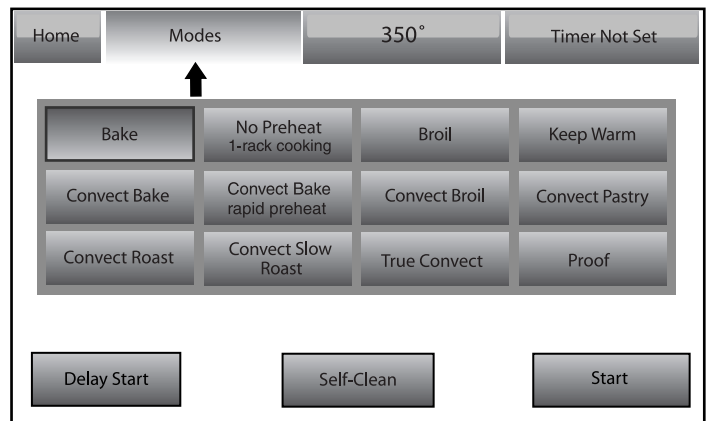 Home
Modes
350°
Timer Not Set
Bake
No Preheat
1-rack cooking
Broil
Keep Warm
Convect Bake
Convect Bake
rapid preheat
Convect Broil
Convect Pastry
Convect Roast
Convect Slow
Roast
True Convect
Proof
Delay Start
Self-Clean
Start